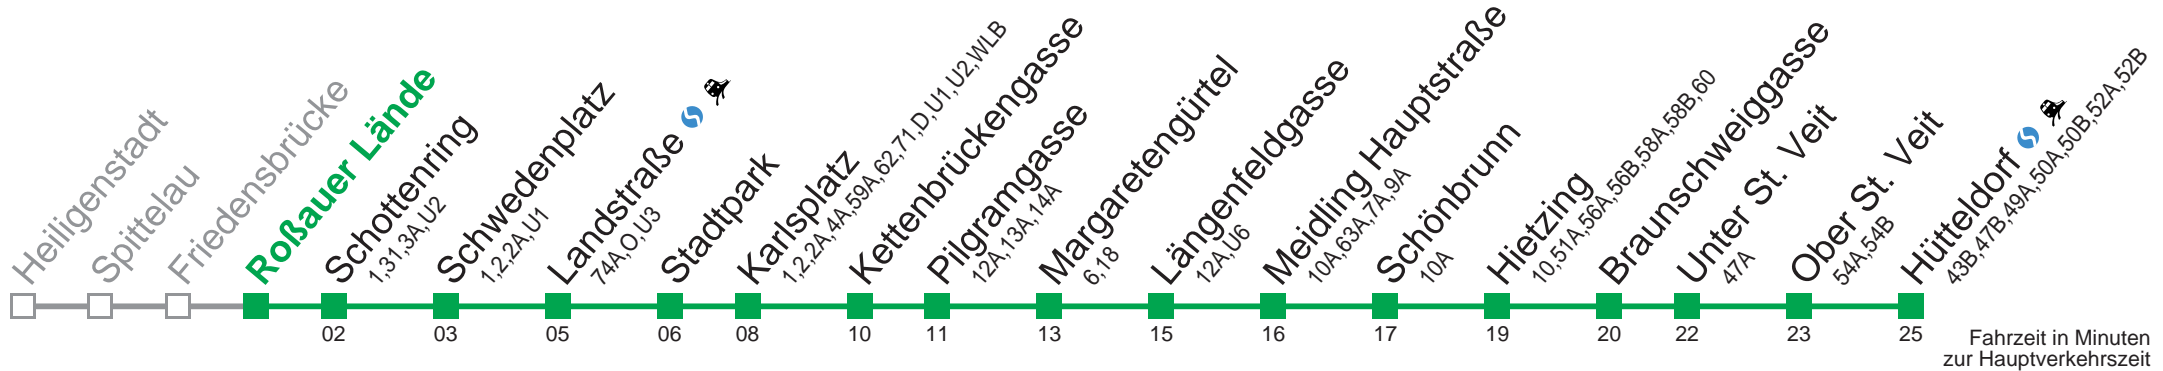 Heiligenstadt
Spittelau
Friedensbrücke
Roßauer Lände
Schottenring
1,31,3A,U2
Schwedenplatz
1,2,2A,U1
Landstraße
74A,O,U3
Stadtpark
Karlsplatz
1,2,2A,4A,59A,62,71,D,U1,U2,WLB
Kettenbrückengasse
Pilgramgasse
12A,13A,14A
Margaretengürtel
6,18
Längenfeldgasse
12A,U6
Meidling Hauptstraße
10A,63A,7A,9A
Schönbrunn
10A
Hietzing
10,51A,56A,56B,58A,58B,60
Braunschweiggasse
Unter St. Veit
47A
Ober St. Veit
54A,54B
Hütteldorf
43B,47B,49A,50A,50B,52A,52B
02 03 05 06 08 10 11 13 15 16 17 19 20 22 23 25
Fahrzeit in Minuten
zur Hauptverkehrszeit